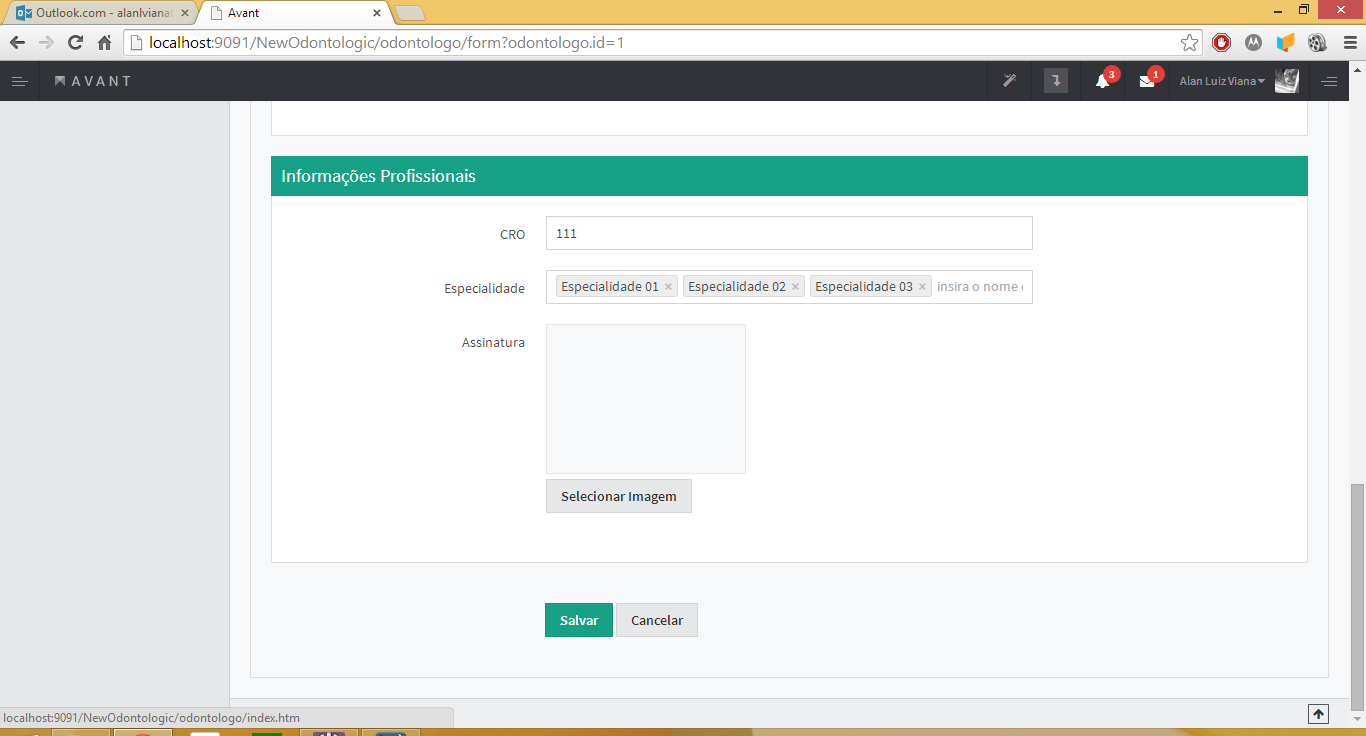 Outlook.com - alanlviana
Avant
localhost:9091/NewOdontologic/odontologo/form?odontologo.id=1
AVANT
3
1
Alan Luiz Viana
Informações Profissionais
CRO
111
Especialidade
Especialidade 01 × Especialidade 02 × Especialidade 03 × insira o nome
Assinatura
Selecionar Imagem
Salvar
Cancelar
localhost:9091/NewOdontologic/odontologo/index.htm